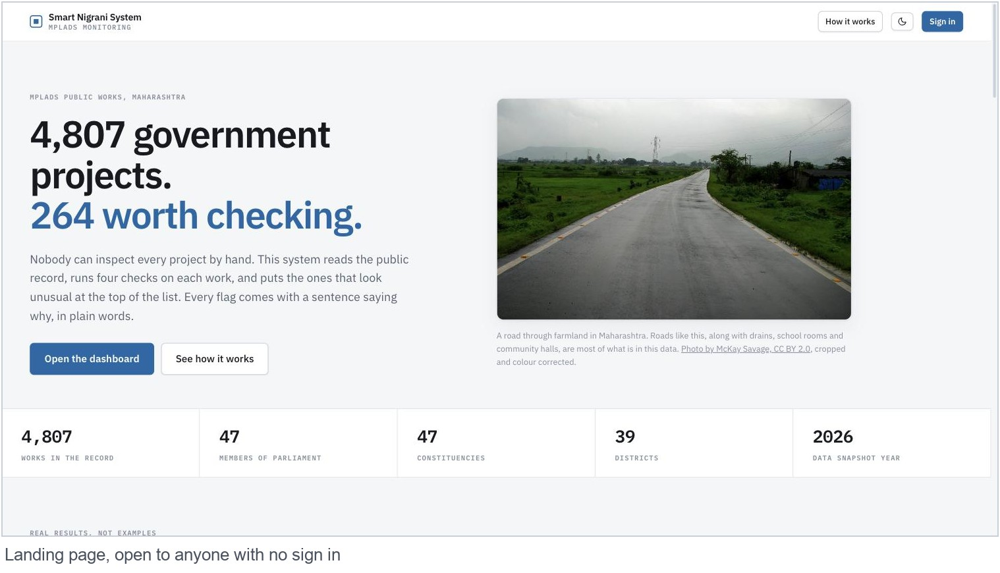 Smart Nigrani System
MPLADS MONITORING
How it works
Sign in
MPLADS PUBLIC WORKS, MAHARASHTRA
4,807 government
projects.
264 worth checking.
Nobody can inspect every project by hand. This system reads the public
record, runs four checks on each work, and puts the ones that look
unusual at the top of the list. Every flag comes with a sentence saying
why, in plain words.
Open the dashboard
See how it works
A road through farmland in Maharashtra. Roads like this, along with drains, school rooms and
community halls, are most of what is in this data. Photo by McKay Savage, CC BY 2.0, cropped
and colour corrected.
4,807
WORKS IN THE RECORD
47
MEMBERS OF PARLIAMENT
47
CONSTITUENCIES
39
DISTRICTS
2026
DATA SNAPSHOT YEAR
REAL RESULTS, NOT EXAMPLES
Landing page, open to anyone with no sign in